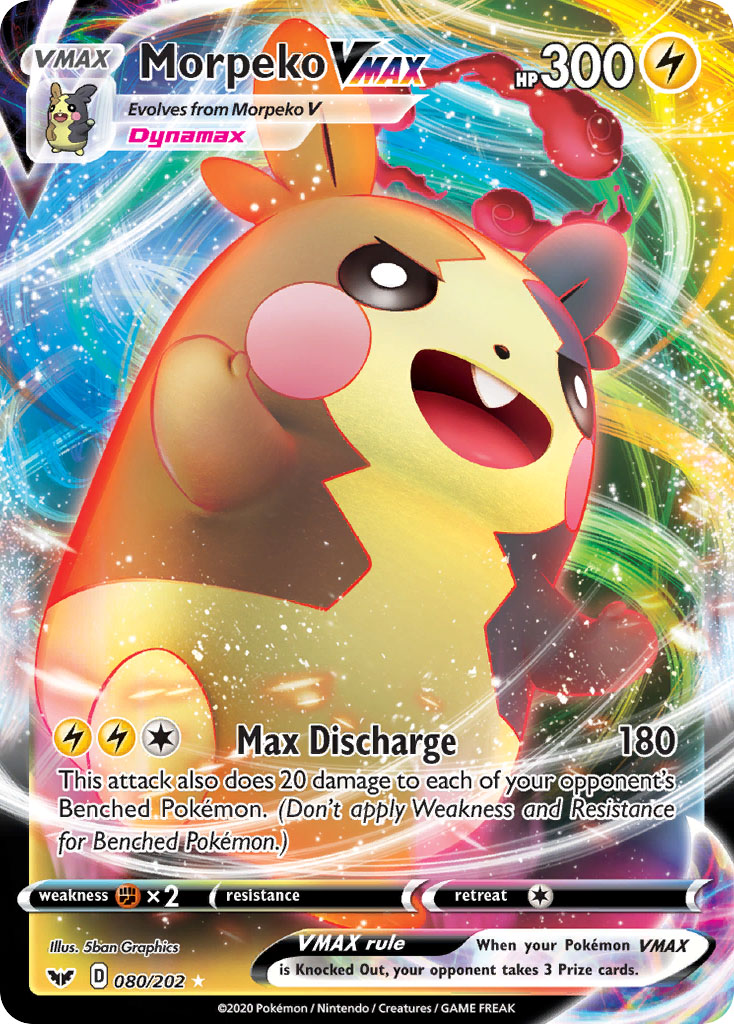 VMAX Morpeko VMAX HP 300
Evolves from Morpeko V
Dynamax
Max Discharge 180
This attack also does 20 damage to each of your opponent's
Benched Pokémon. (Don't apply Weakness and Resistance
for Benched Pokémon.)
weakness ×2 resistance retreat
Illus. 5ban Graphics
VMAX rule When your Pokémon VMAX
is Knocked Out, your opponent takes 3 Prize cards.
D 080/202 ★
©2020 Pokémon / Nintendo / Creatures / GAME FREAK